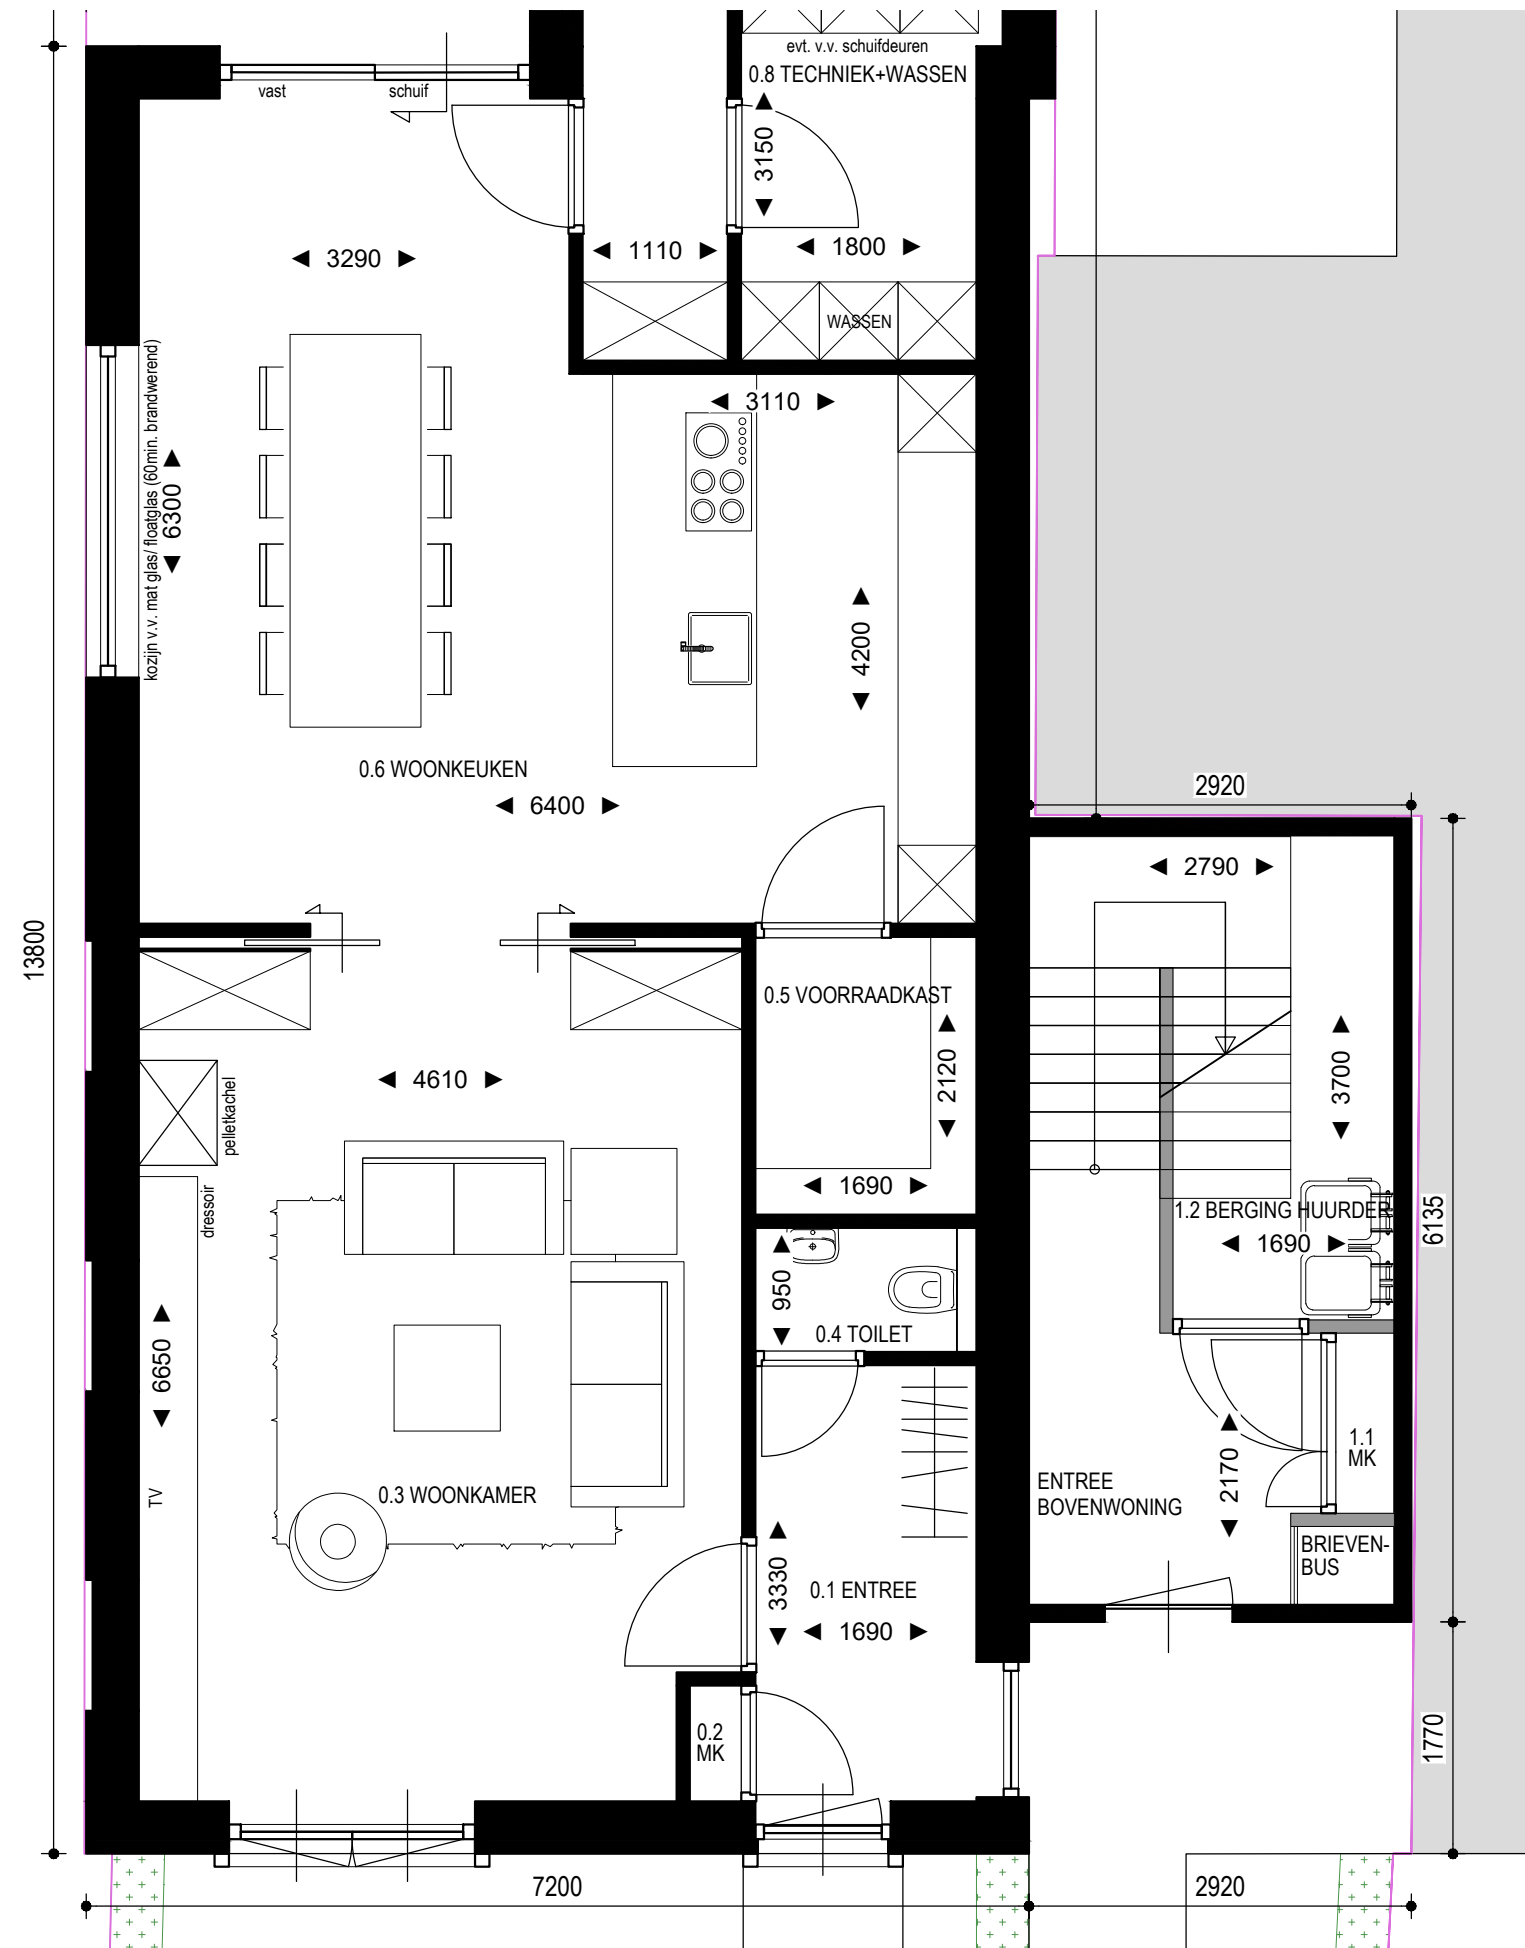 evt. v.v. schuifdeuren
0.8 TECHNIEK+WASSEN
vast
schuif
3150
3290
1110
1800
WASSEN
kozijn v.v. mat glas/ floatglas (60min. brandwerend)
6300
3110
4200
0.6 WOONKEUKEN
6400
2920
2790
13800
0.5 VOORRAADKAST
2120
3700
4610
pelletkachel
dressoir
1690
1.2 BERGING HUURDER
1690
6135
950
0.4 TOILET
6650
TV
0.3 WOONKAMER
1.1
MK
2170
ENTREE
BOVENWONING
BRIEVEN-
BUS
3330
0.1 ENTREE
1690
0.2
MK
1770
7200
2920